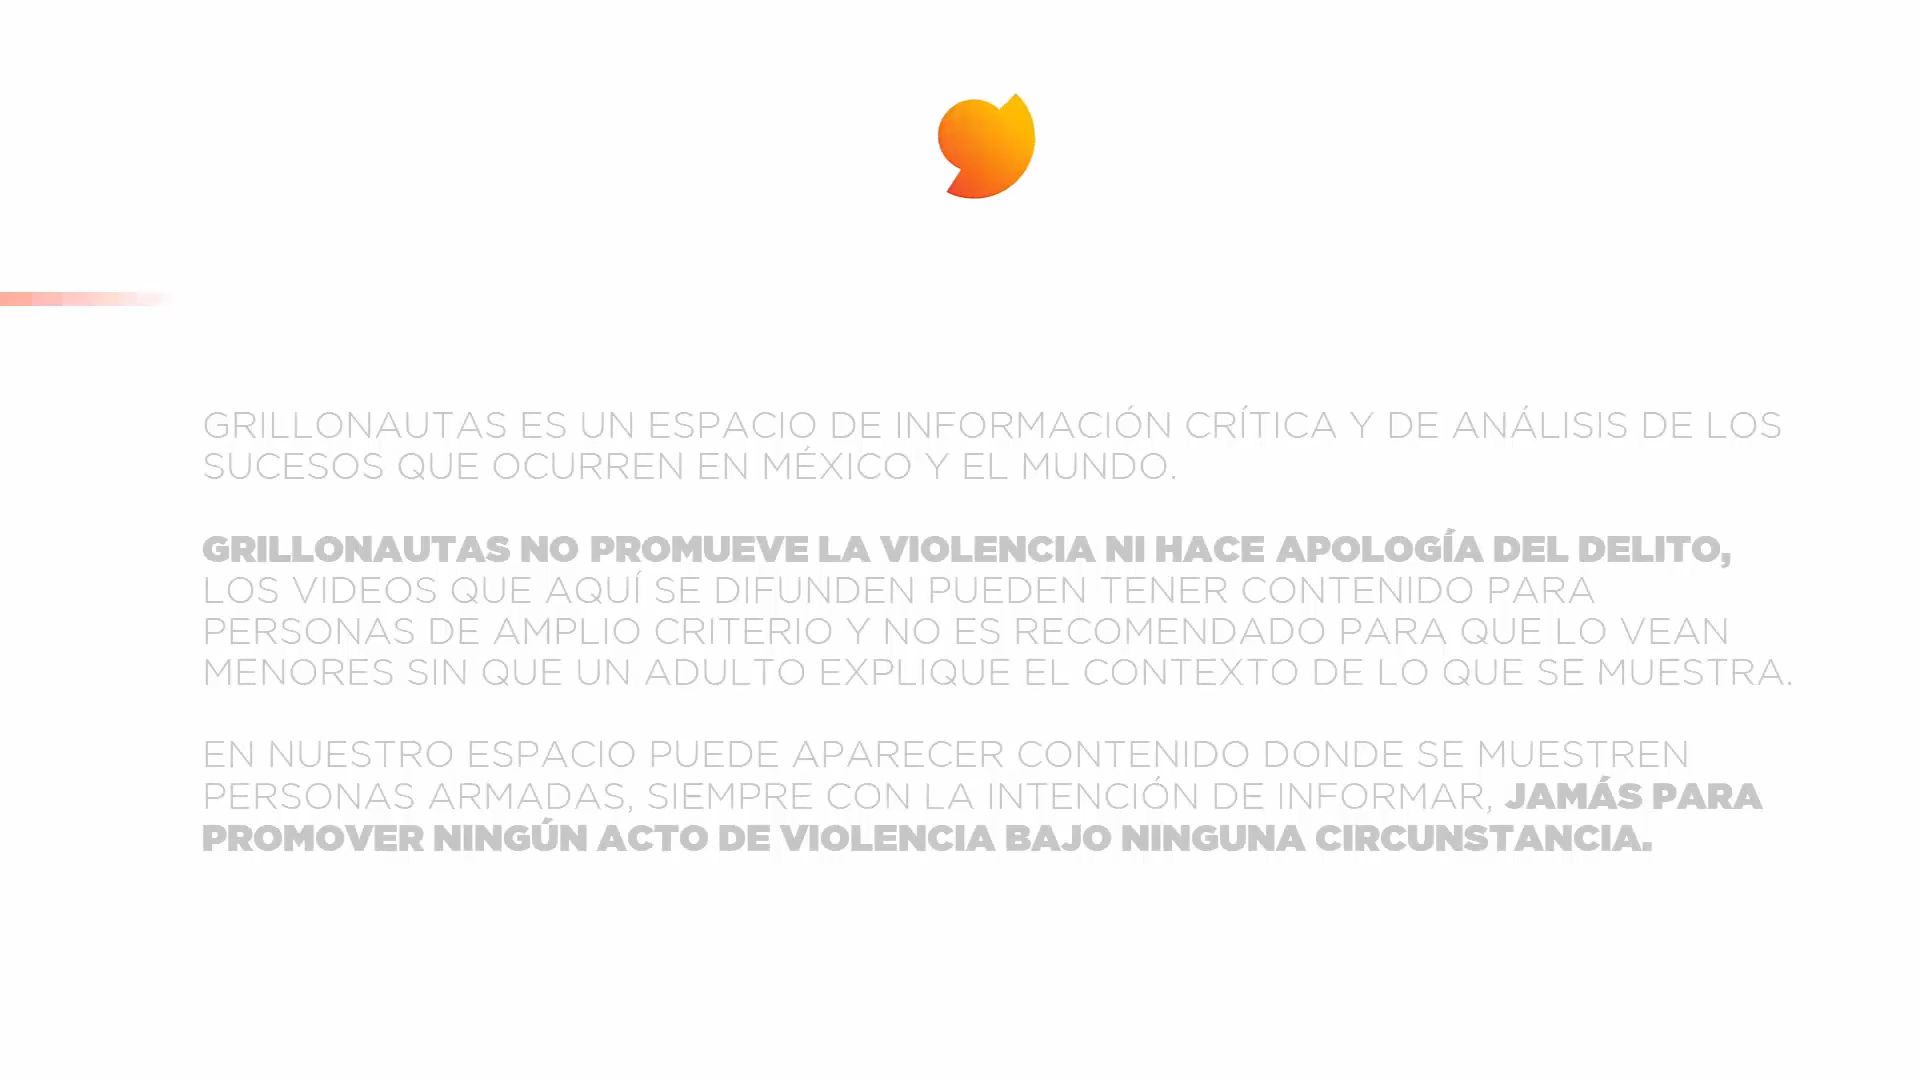 GRILLONAUTAS ES UN ESPACIO DE INFORMACIÓN CRÍTICA Y DE ANÁLISIS DE LOS
SUCESOS QUE OCURREN EN MÉXICO Y EL MUNDO.
GRILLONAUTAS NO PROMUEVE LA VIOLENCIA NI HACE APOLOGÍA DEL DELITO,
LOS VIDEOS QUE AQUÍ SE DIFUNDEN PUEDEN TENER CONTENIDO PARA
PERSONAS DE AMPLIO CRITERIO Y NO ES RECOMENDADO PARA QUE LO VEAN
MENORES SIN QUE UN ADULTO EXPLIQUE EL CONTEXTO DE LO QUE SE MUESTRA.
EN NUESTRO ESPACIO PUEDE APARECER CONTENIDO DONDE SE MUESTREN
PERSONAS ARMADAS, SIEMPRE CON LA INTENCIÓN DE INFORMAR, JAMÁS PARA
PROMOVER NINGÚN ACTO DE VIOLENCIA BAJO NINGUNA CIRCUNSTANCIA.